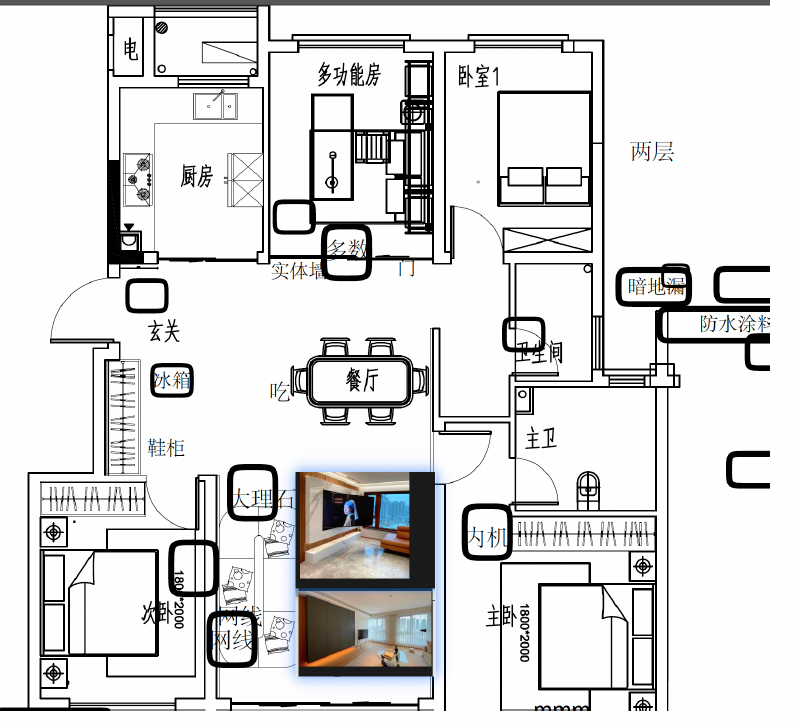 电
多功能房
卧室1
两层
厨房
多数
实体墙
门
暗地漏
防水涂料
玄关
卫生间
冰箱
餐厅
吃
主卫
鞋柜
大理石
内机
1800*2000
次卧
网线
网线
主卧
1800*2000
mmm